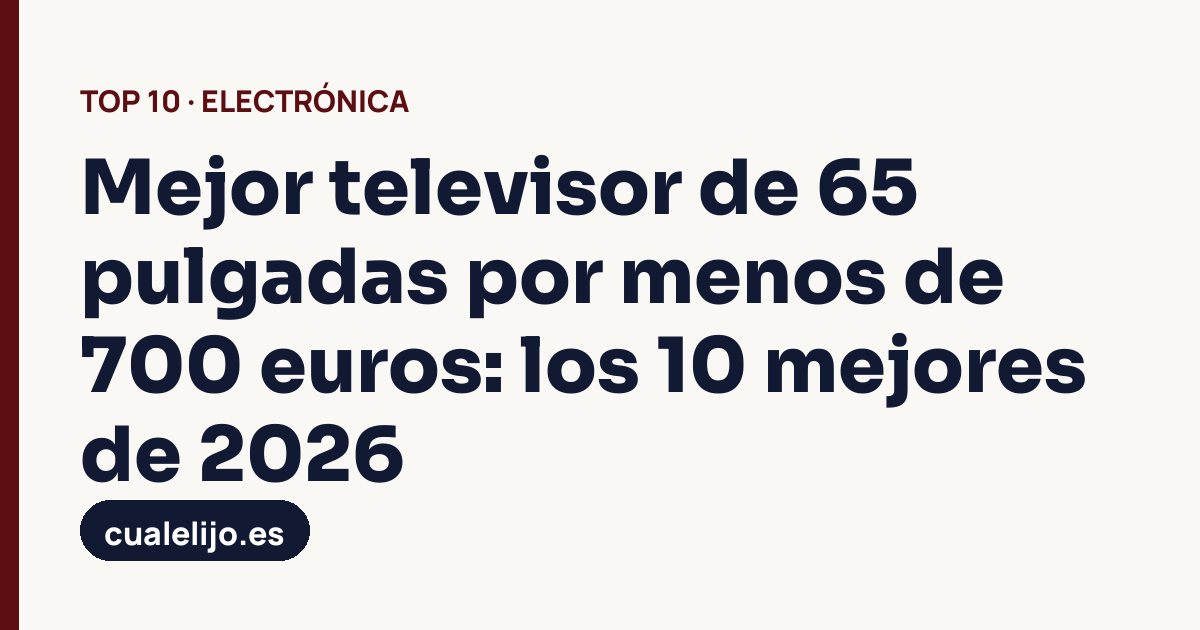 TOP 10 · ELECTRÓNICA
Mejor televisor de 65
pulgadas por menos de
700 euros: los 10 mejores
de 2026
cualelijo.es